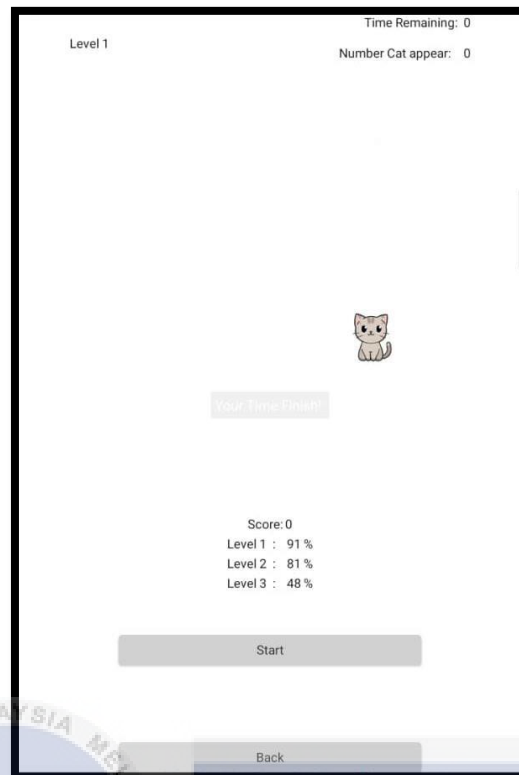 Time Remaining: 0
Level 1
Number Cat appear: 0
Your Time Finish!
Score: 0
Level 1 : 91 %
Level 2 : 81 %
Level 3 : 48 %
Start
Back